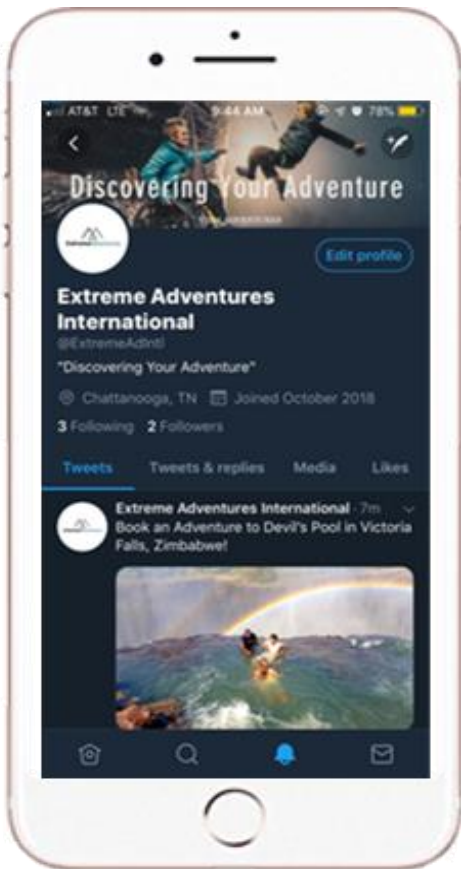 AT&T LTE 9:44 AM 78%
Discovering Your Adventure
Edit profile
Extreme Adventures
International
@ExtremeAdIntl
"Discovering Your Adventure"
Chattanooga, TN Joined October 2018
3 Following 2 Followers
Tweets Tweets & replies Media Likes
Extreme Adventures International · 7m
Book an Adventure to Devil's Pool in Victoria
Falls, Zimbabwe!